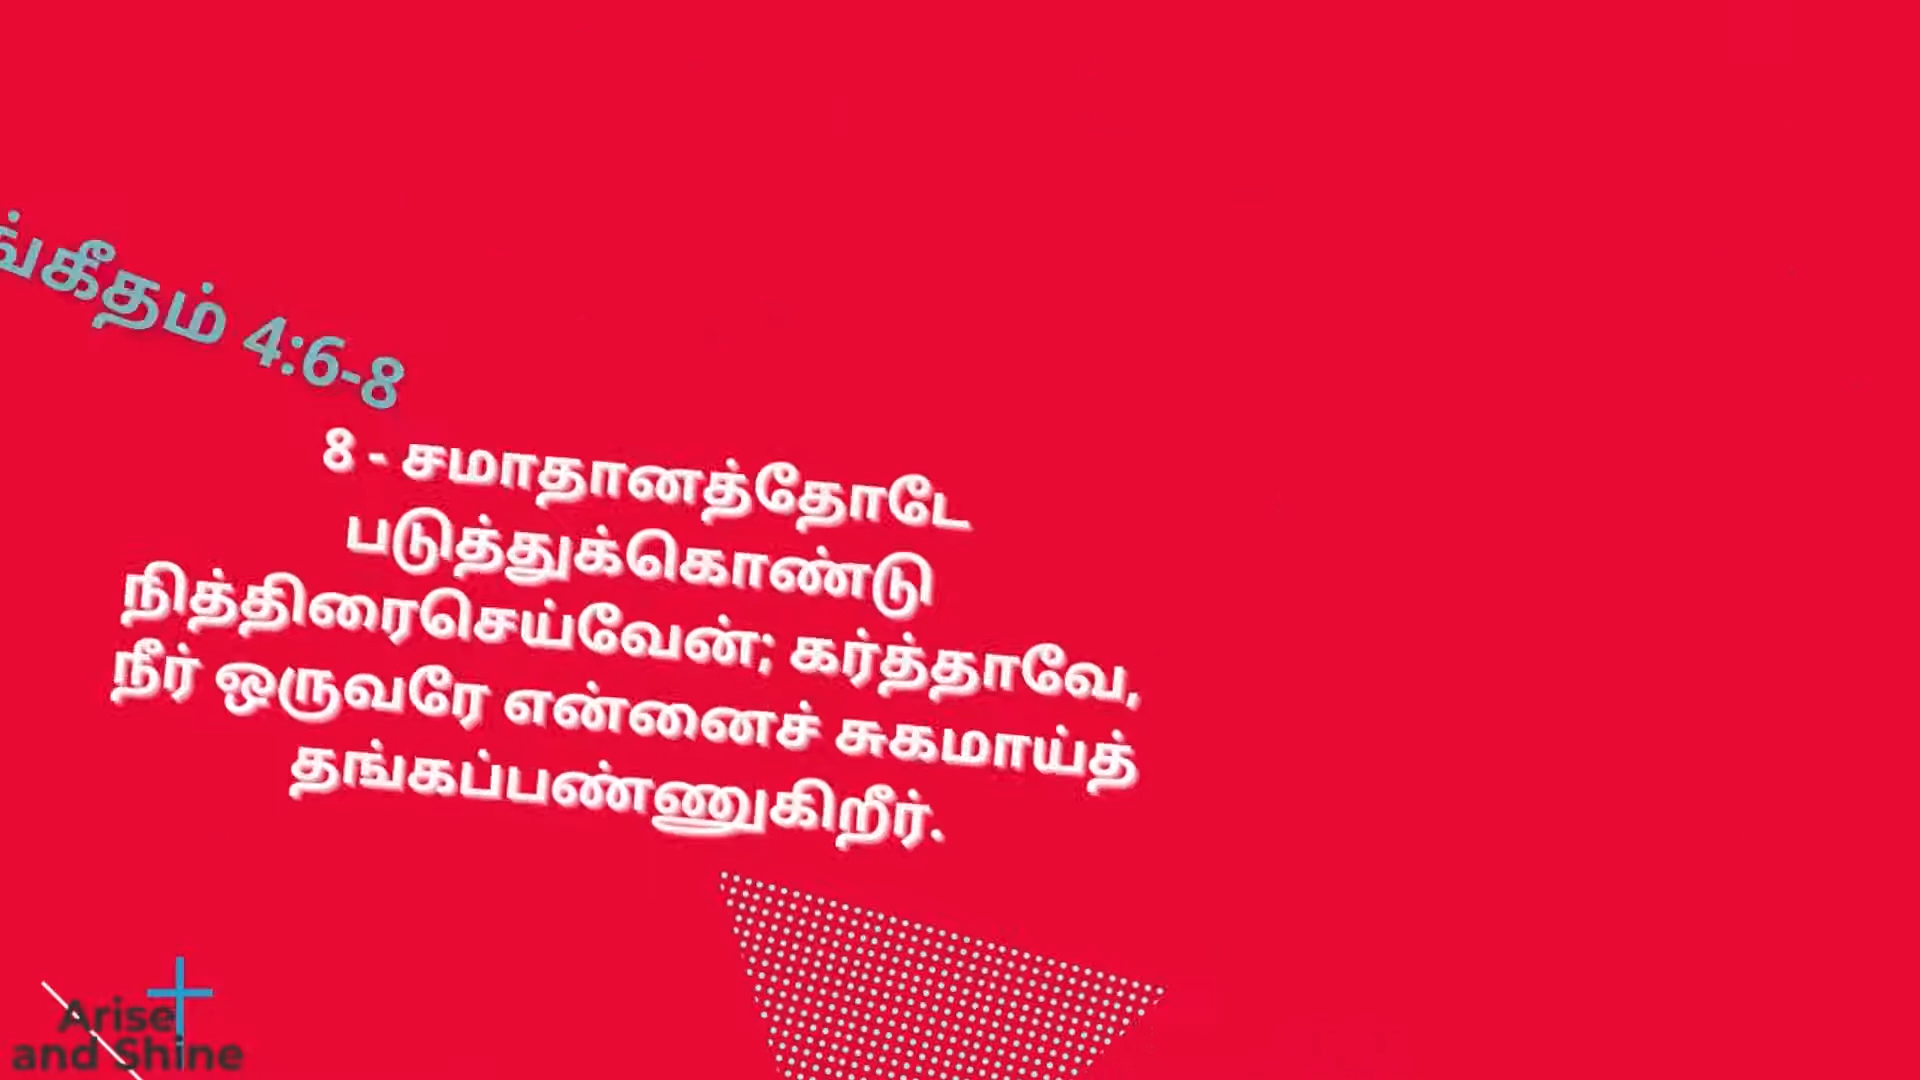 ங்கீதம் 4:6-8
8 - சமாதானத்தோடே
படுத்துக்கொண்டு
நித்திரைசெய்வேன்; கர்த்தாவே,
நீர் ஒருவரே என்னைச் சுகமாய்த்
தங்கப்பண்ணுகிறீர்.
Arise
and Shine